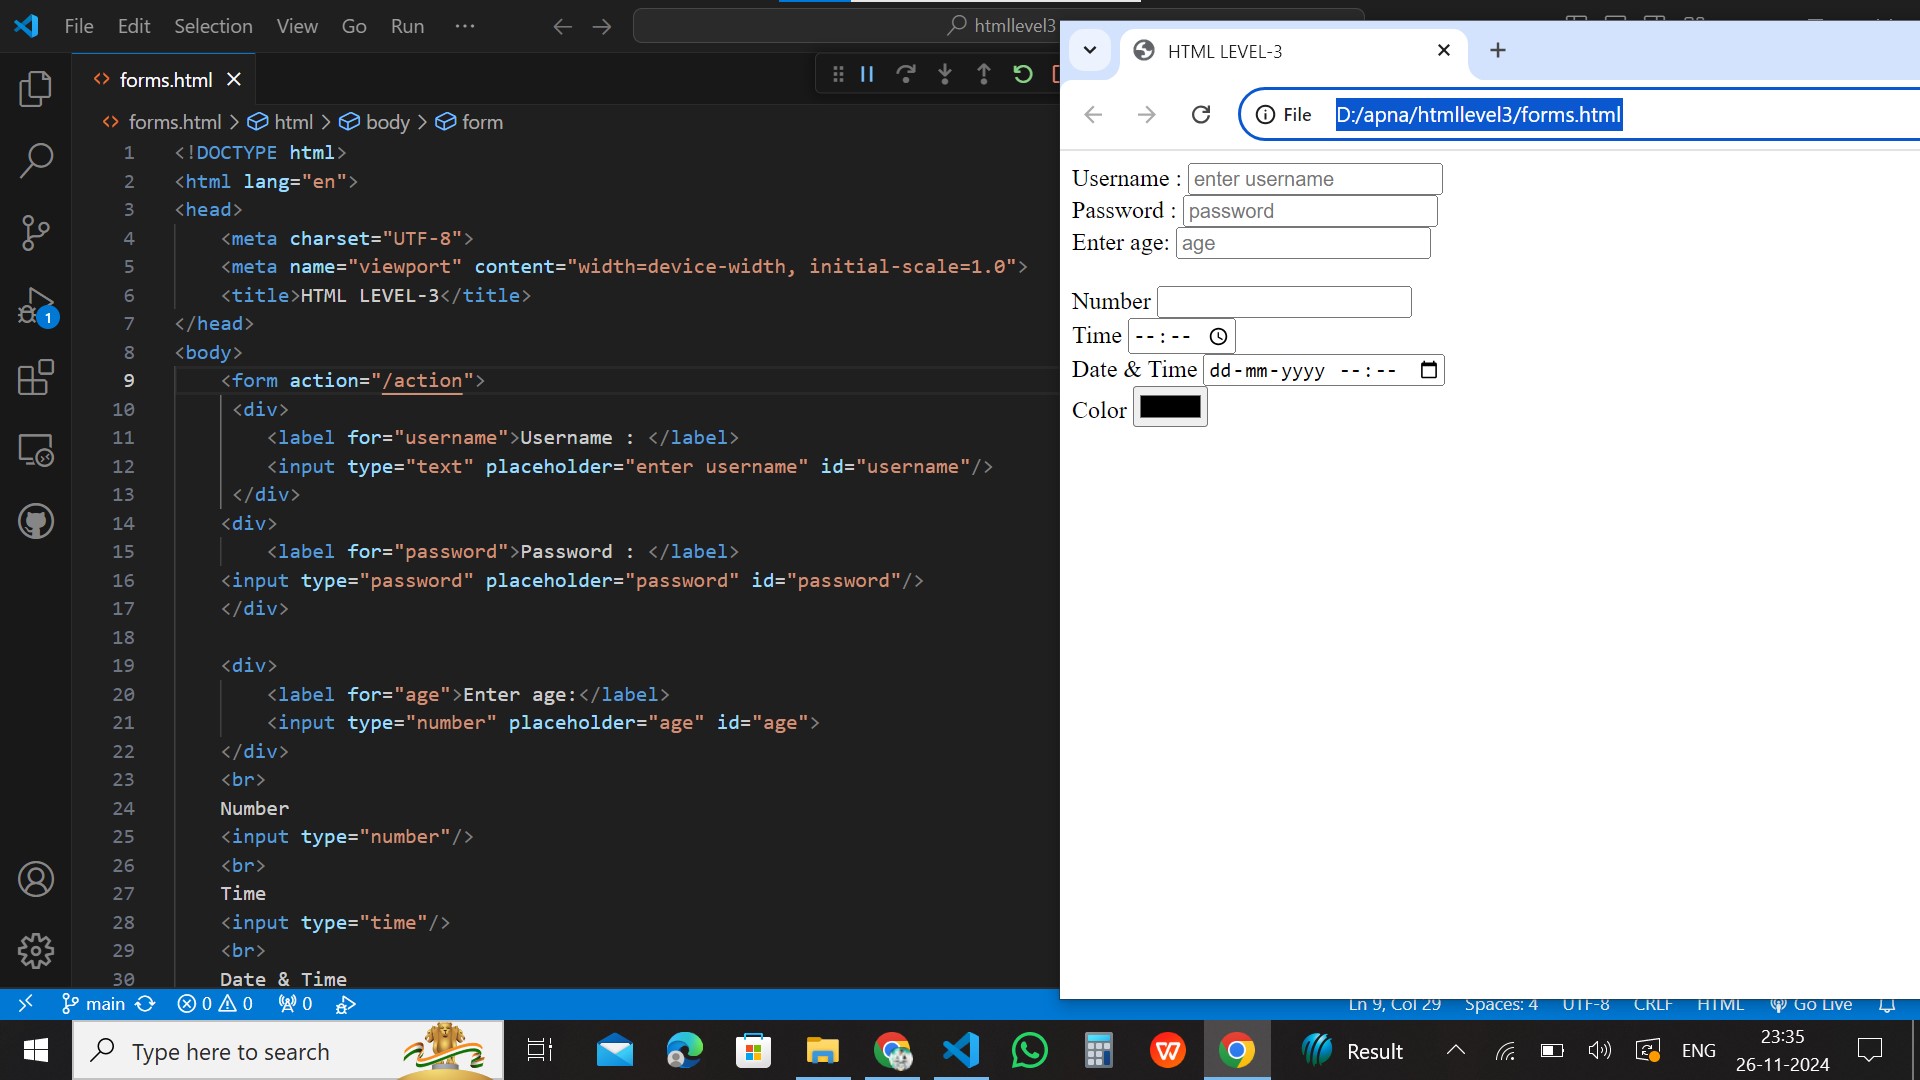 File Edit Selection View Go Run ··· htmllevel3
forms.html
forms.html > html > body > form
1 <!DOCTYPE html>
2 <html lang="en">
3 <head>
4 <meta charset="UTF-8">
5 <meta name="viewport" content="width=device-width, initial-scale=1.0">
6 <title>HTML LEVEL-3</title>
7 </head>
8 <body>
9 <form action="/action">
10 <div>
11 <label for="username">Username : </label>
12 <input type="text" placeholder="enter username" id="username"/>
13 </div>
14 <div>
15 <label for="password">Password : </label>
16 <input type="password" placeholder="password" id="password"/>
17 </div>
18
19 <div>
20 <label for="age">Enter age:</label>
21 <input type="number" placeholder="age" id="age">
22 </div>
23 <br>
24 Number
25 <input type="number"/>
26 <br>
27 Time
28 <input type="time"/>
29 <br>
30 Date & Time
1
HTML LEVEL-3
File D:/apna/htmllevel3/forms.html
Username : enter username
Password : password
Enter age: age
Number
Time --:--
Date & Time dd-mm-yyyy --:--
Color
main 0 0 0 Ln 9, Col 29 Spaces: 4 UTF-8 CRLF HTML Go Live
Type here to search
Result ENG 23:35
26-11-2024